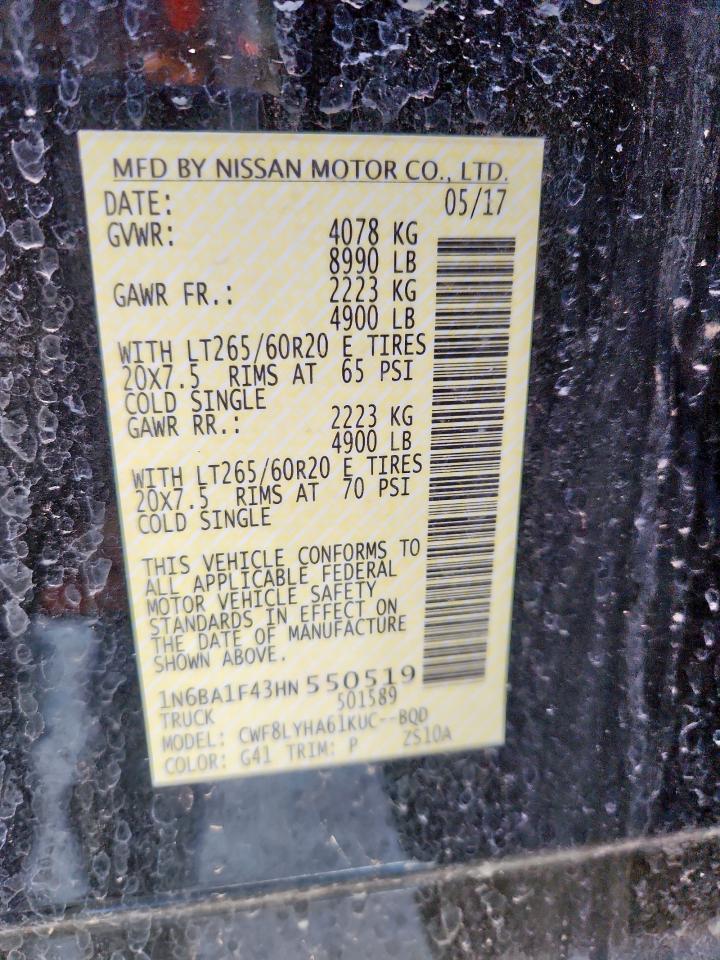 MFD BY NISSAN MOTOR CO., LTD.
DATE: 05/17
GVWR: 4078 KG
8990 LB
GAWR FR.: 2223 KG
4900 LB
WITH LT265/60R20 E TIRES
20X7.5 RIMS AT 65 PSI
COLD SINGLE
GAWR RR.: 2223 KG
4900 LB
WITH LT265/60R20 E TIRES
20X7.5 RIMS AT 70 PSI
COLD SINGLE
THIS VEHICLE CONFORMS TO
ALL APPLICABLE FEDERAL
MOTOR VEHICLE SAFETY
STANDARDS IN EFFECT ON
THE DATE OF MANUFACTURE
SHOWN ABOVE.
1N6BA1F43HN 550519
TRUCK 501589
MODEL: CWF8LYHA61KUC--BQD
COLOR: G41 TRIM: P ZS10A